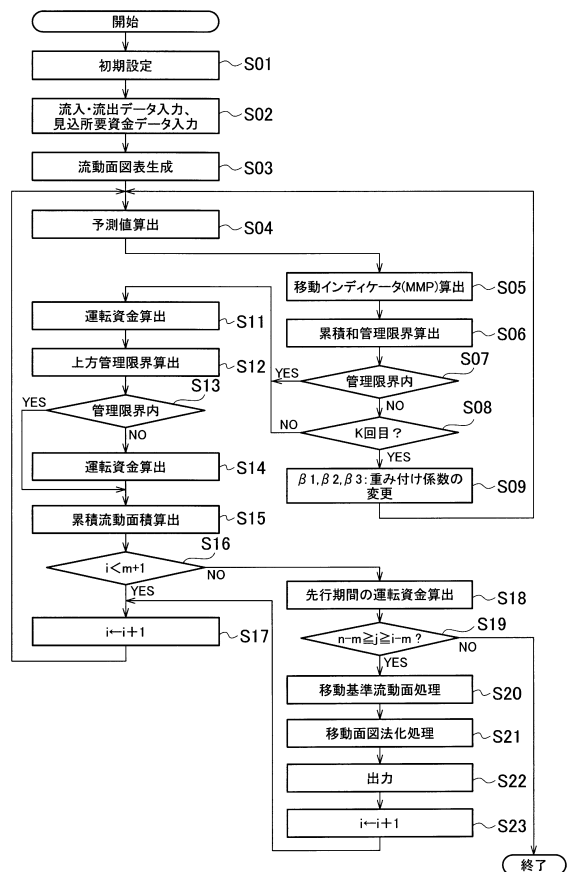 開始
初期設定
S01
流入・流出データ入力、
見込所要資金データ入力
S02
流動面図表生成
S03
予測値算出
S04
移動インディケータ(MMP)算出
S05
累積和管理限界算出
S06
管理限界内
S07
YES
NO
K回目?
S08
NO
YES
β1,β2,β3:重み付け係数の
変更
S09
運転資金算出
S11
上方管理限界算出
S12
管理限界内
S13
YES
NO
運転資金算出
S14
累積流動面積算出
S15
i<m+1
S16
NO
YES
i←i+1
S17
先行期間の運転資金算出
S18
n-m≧j≧i-m?
S19
NO
YES
移動基準流動面処理
S20
移動面図法化処理
S21
出力
S22
i←i+1
S23
終了